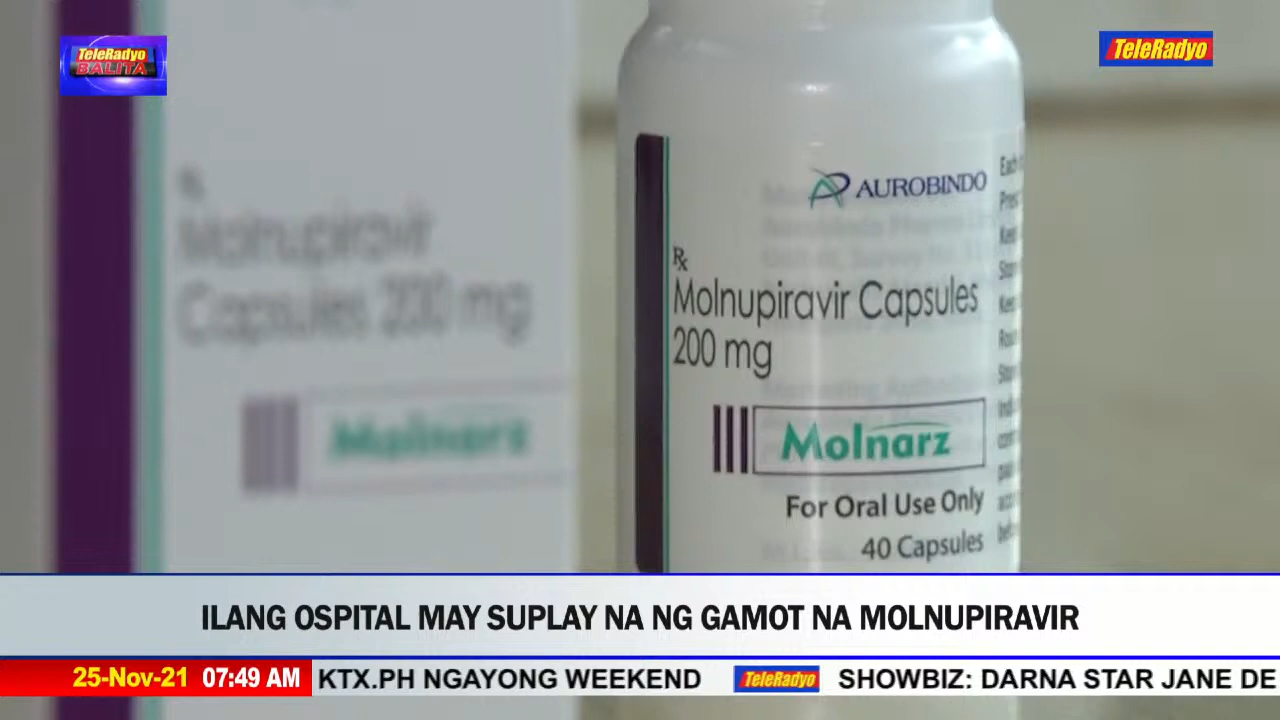 TeleRadyo
BALITA
TeleRadyo
Molnupiravir
Capsules 200 mg
Molnarz
AUROBINDO
Rx
Molnupiravir Capsules
200 mg
Molnarz
For Oral Use Only
40 Capsules
Each
ILANG OSPITAL MAY SUPLAY NA NG GAMOT NA MOLNUPIRAVIR
25-Nov-21 07:49 AM KTX.PH NGAYONG WEEKEND TeleRadyo SHOWBIZ: DARNA STAR JANE DE